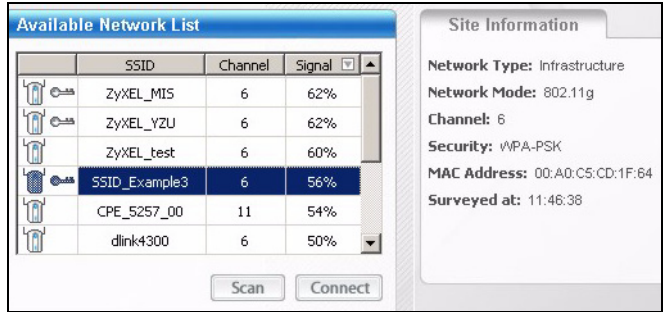 Available Network List
SSID Channel Signal
ZyXEL_MIS 6 62%
ZyXEL_YZU 6 62%
ZyXEL_test 6 60%
SSID_Example3 6 56%
CPE_5257_00 11 54%
dlink4300 6 50%
Scan Connect
Site Information
Network Type: Infrastructure
Network Mode: 802.11g
Channel: 6
Security: WPA-PSK
MAC Address: 00:A0:C5:CD:1F:64
Surveyed at: 11:46:38